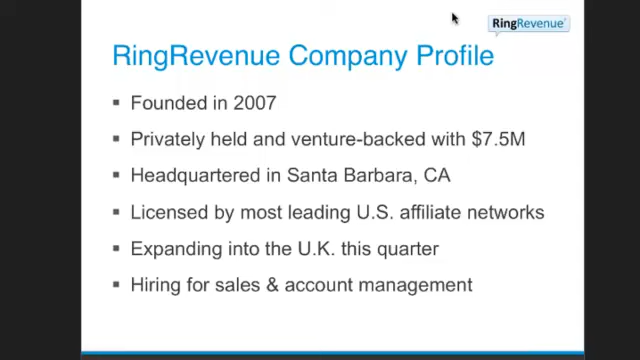 RingRevenue
RingRevenue Company Profile
▪ Founded in 2007
▪ Privately held and venture-backed with $7.5M
▪ Headquartered in Santa Barbara, CA
▪ Licensed by most leading U.S. affiliate networks
▪ Expanding into the U.K. this quarter
▪ Hiring for sales & account management